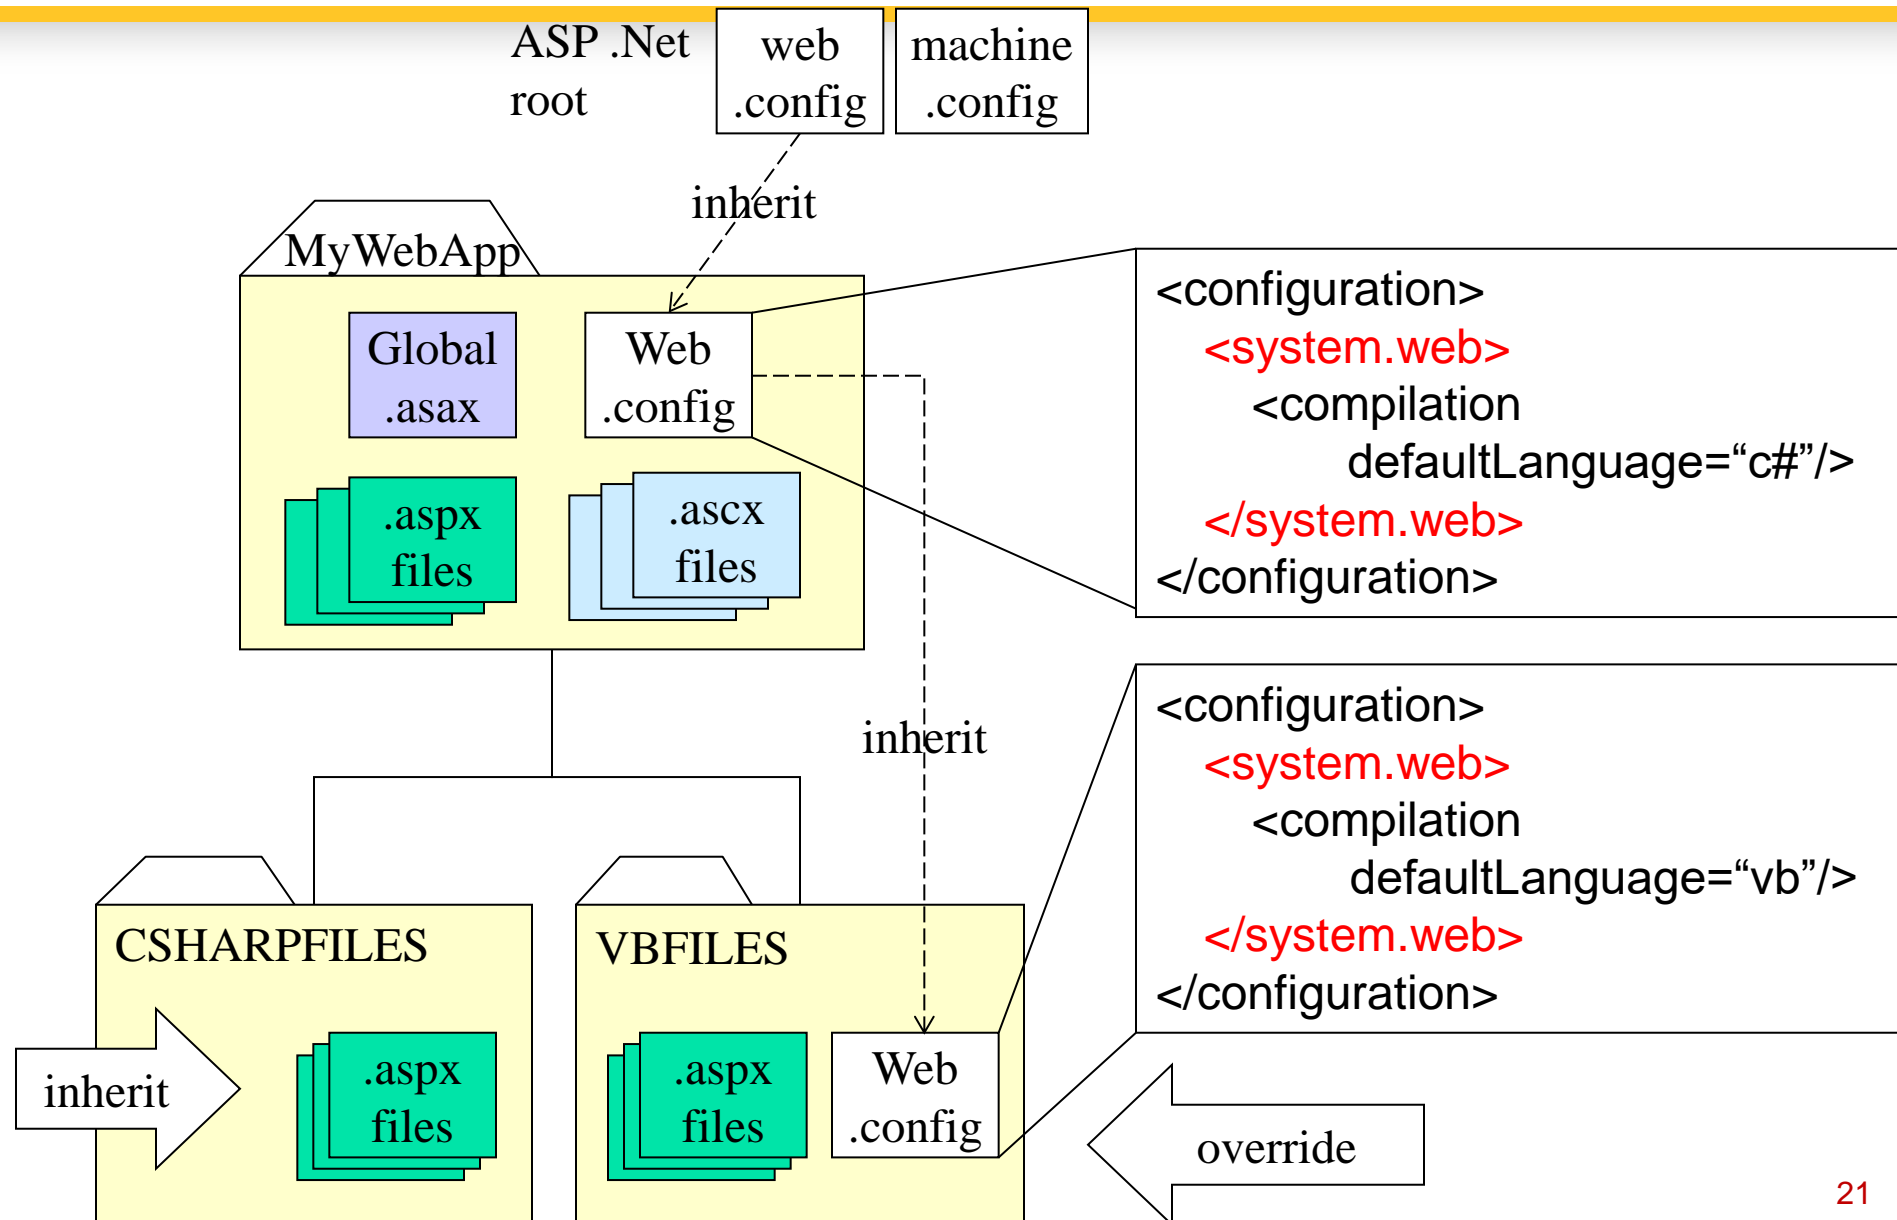 ASP .Net
root
web
.config
machine
.config
inherit
MyWebApp
Global
.asax
Web
.config
.aspx
files
.ascx
files
<configuration>
<system.web>
<compilation
defaultLanguage=“c#”/>
</system.web>
</configuration>
inherit
<configuration>
<system.web>
<compilation
defaultLanguage=“vb”/>
</system.web>
</configuration>
CSHARPFILES
inherit
.aspx
files
VBFILES
.aspx
files
Web
.config
override
21